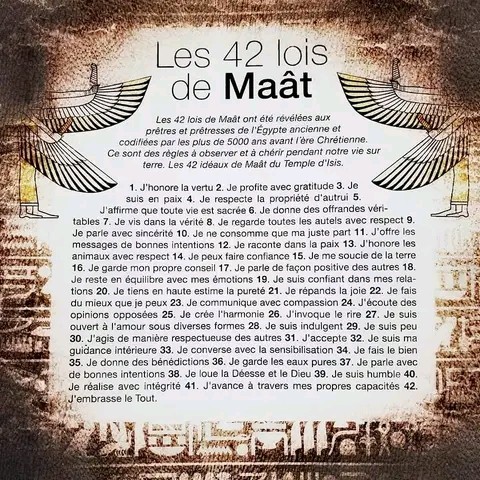 Les 42 lois
de Maât
Les 42 lois de Maât ont été révélées aux
prêtres et prêtresses de l'Égypte ancienne et
codifiées par les plus de 5000 ans avant l'ère Chrétienne.
Ce sont des règles à observer et à chérir pendant notre vie sur
terre. Les 42 idéaux de Maât du Temple d'Isis.
1. J'honore la vertu 2. Je profite avec gratitude 3. Je
suis en paix 4. Je respecte la propriété d'autrui 5.
J'affirme que toute vie est sacrée 6. Je donne des offrandes véri-
tables 7. Je vis dans la vérité 8. Je regarde toutes les autels avec respect 9.
Je parle avec sincérité 10. Je ne consomme que ma juste part 11. J'offre les
messages de bonnes intentions 12. Je raconte dans la paix 13. J'honore les
animaux avec respect 14. Je peux faire confiance 15. Je me soucie de la terre
16. Je garde mon propre conseil 17. Je parle de façon positive des autres 18.
Je reste en équilibre avec mes émotions 19. Je suis confiant dans mes rela-
tions 20. Je tiens en haute estime la pureté 21. Je répands la joie 22. Je fais
du mieux que je peux 23. Je communique avec compassion 24. J'écoute des
opinions opposées 25. Je crée l'harmonie 26. J'invoque le rire 27. Je suis
ouvert à l'amour sous diverses formes 28. Je suis indulgent 29. Je suis peu
30. J'agis de manière respectueuse des autres 31. J'accepte 32. Je suis ma
guidance intérieure 33. Je converse avec la sensibilisation 34. Je fais le bien
35. Je donne des bénédictions 36. Je garde les eaux pures 37. Je parle avec
de bonnes intentions 38. Je loue la Déesse et le Dieu 39. Je suis humble 40.
Je réalise avec intégrité 41. J'avance à travers mes propres capacités 42.
J'embrasse le Tout.